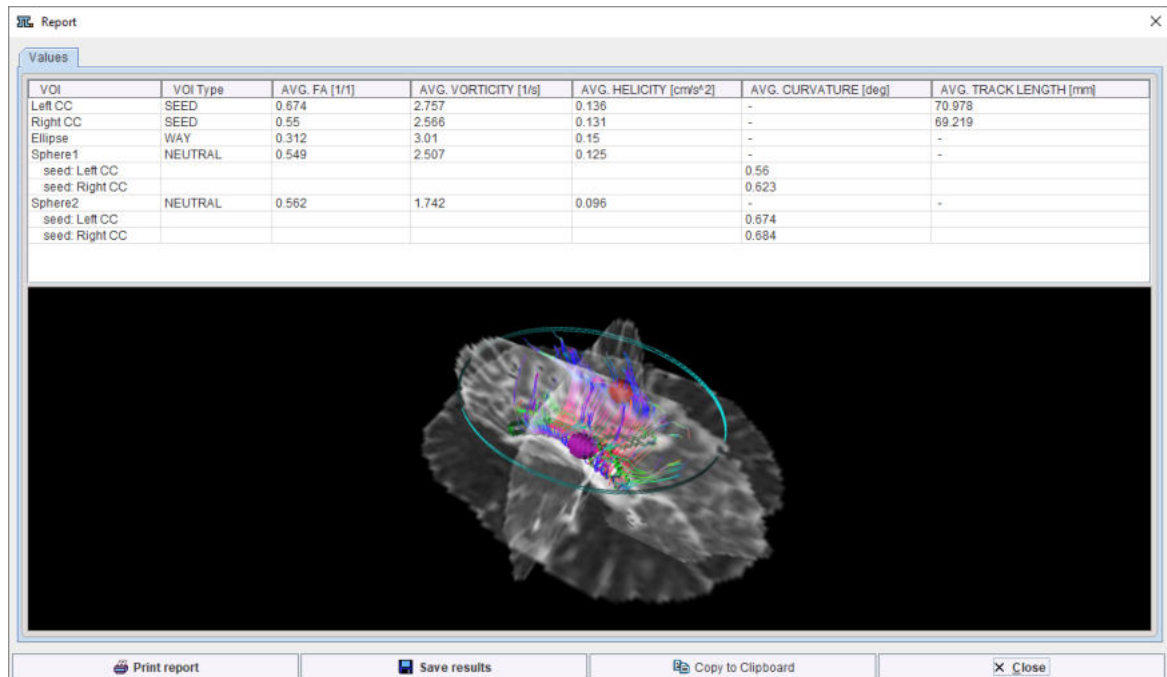 Report
Values
VOI VOI Type AVG. FA [1/1] AVG. VORTICITY [1/s] AVG. HELICITY [cm/s^2] AVG. CURVATURE [deg] AVG. TRACK LENGTH [mm]
Left CC SEED 0.674 2.757 0.136 - 70.978
Right CC SEED 0.55 2.566 0.131 - 69.219
Ellipse WAY 0.312 3.01 0.15 - -
Sphere1 NEUTRAL 0.549 2.507 0.125 - -
seed: Left CC 0.56
seed: Right CC 0.623
Sphere2 NEUTRAL 0.562 1.742 0.096 - -
seed: Left CC 0.674
seed: Right CC 0.684
Print report Save results Copy to Clipboard Close